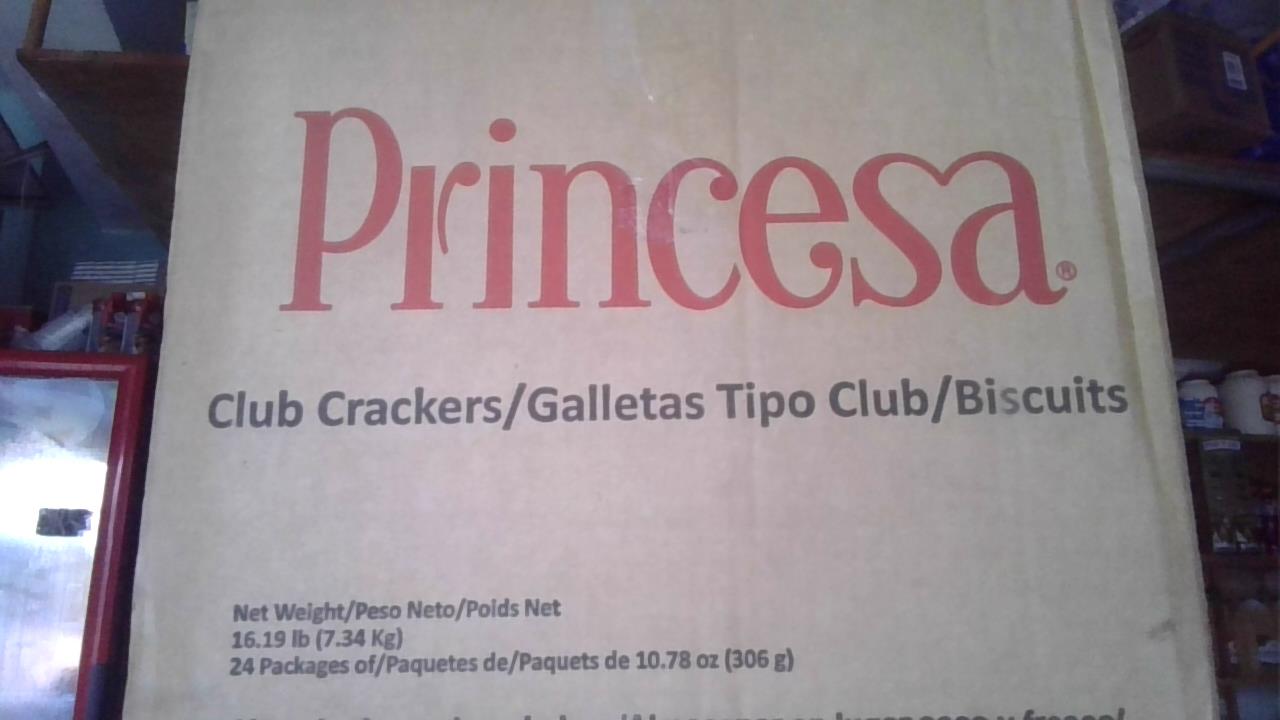 Princesa®
Club Crackers/Galletas Tipo Club/Biscuits
Net Weight/Peso Neto/Poids Net
16.19 lb (7.34 Kg)
24 Packages of/Paquetes de/Paquets de 10.78 oz (306 g)